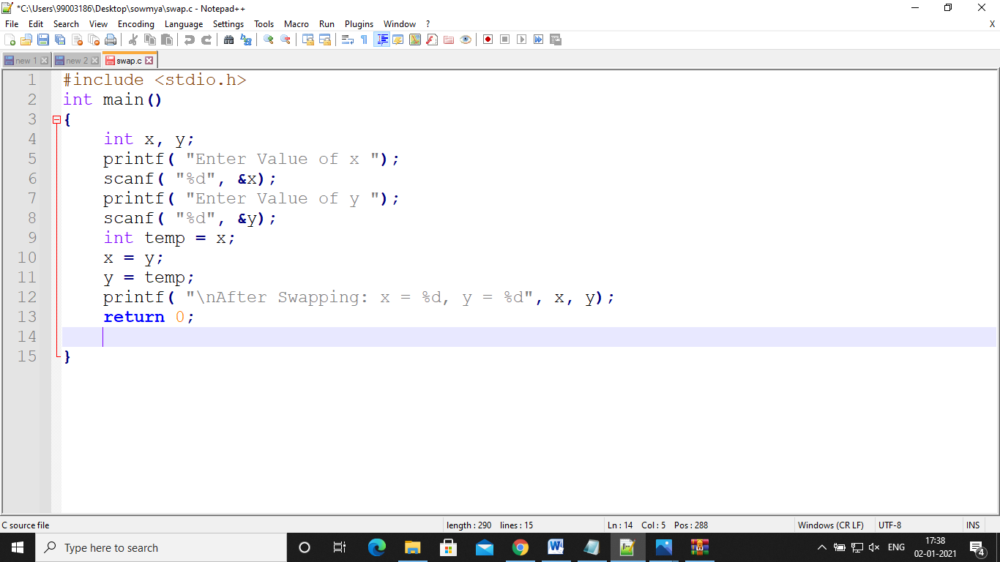 *C:\Users\99003186\Desktop\sowmya\swap.c - Notepad++
File Edit Search View Encoding Language Settings Tools Macro Run Plugins Window ? X
new 1 new 2 swap.c
1 #include <stdio.h>
2 int main()
3 {
4 int x, y;
5 printf( "Enter Value of x ");
6 scanf( "%d", &x);
7 printf( "Enter Value of y ");
8 scanf( "%d", &y);
9 int temp = x;
10 x = y;
11 y = temp;
12 printf( "\nAfter Swapping: x = %d, y = %d", x, y);
13 return 0;
14
15 }
C source file length : 290 lines : 15 Ln : 14 Col : 5 Pos : 288 Windows (CR LF) UTF-8 INS
Type here to search ENG 17:38
02-01-2021 4